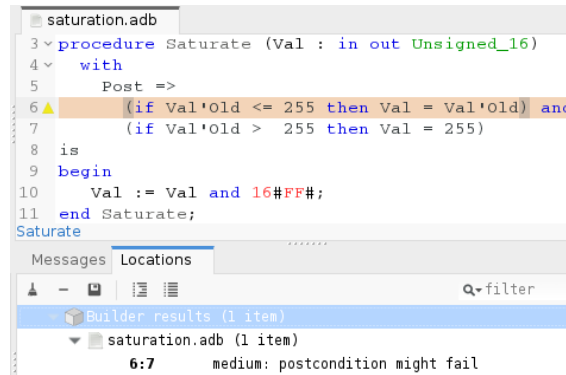 saturation.adb
3 procedure Saturate (Val : in out Unsigned_16)
4 with
5 Post =>
6 (if Val'Old <= 255 then Val = Val'Old) and
7 (if Val'Old > 255 then Val = 255)
8 is
9 begin
10 Val := Val and 16#FF#;
11 end Saturate;
Saturate
Messages Locations
filter
Builder results (1 item)
saturation.adb (1 item)
6:7 medium: postcondition might fail